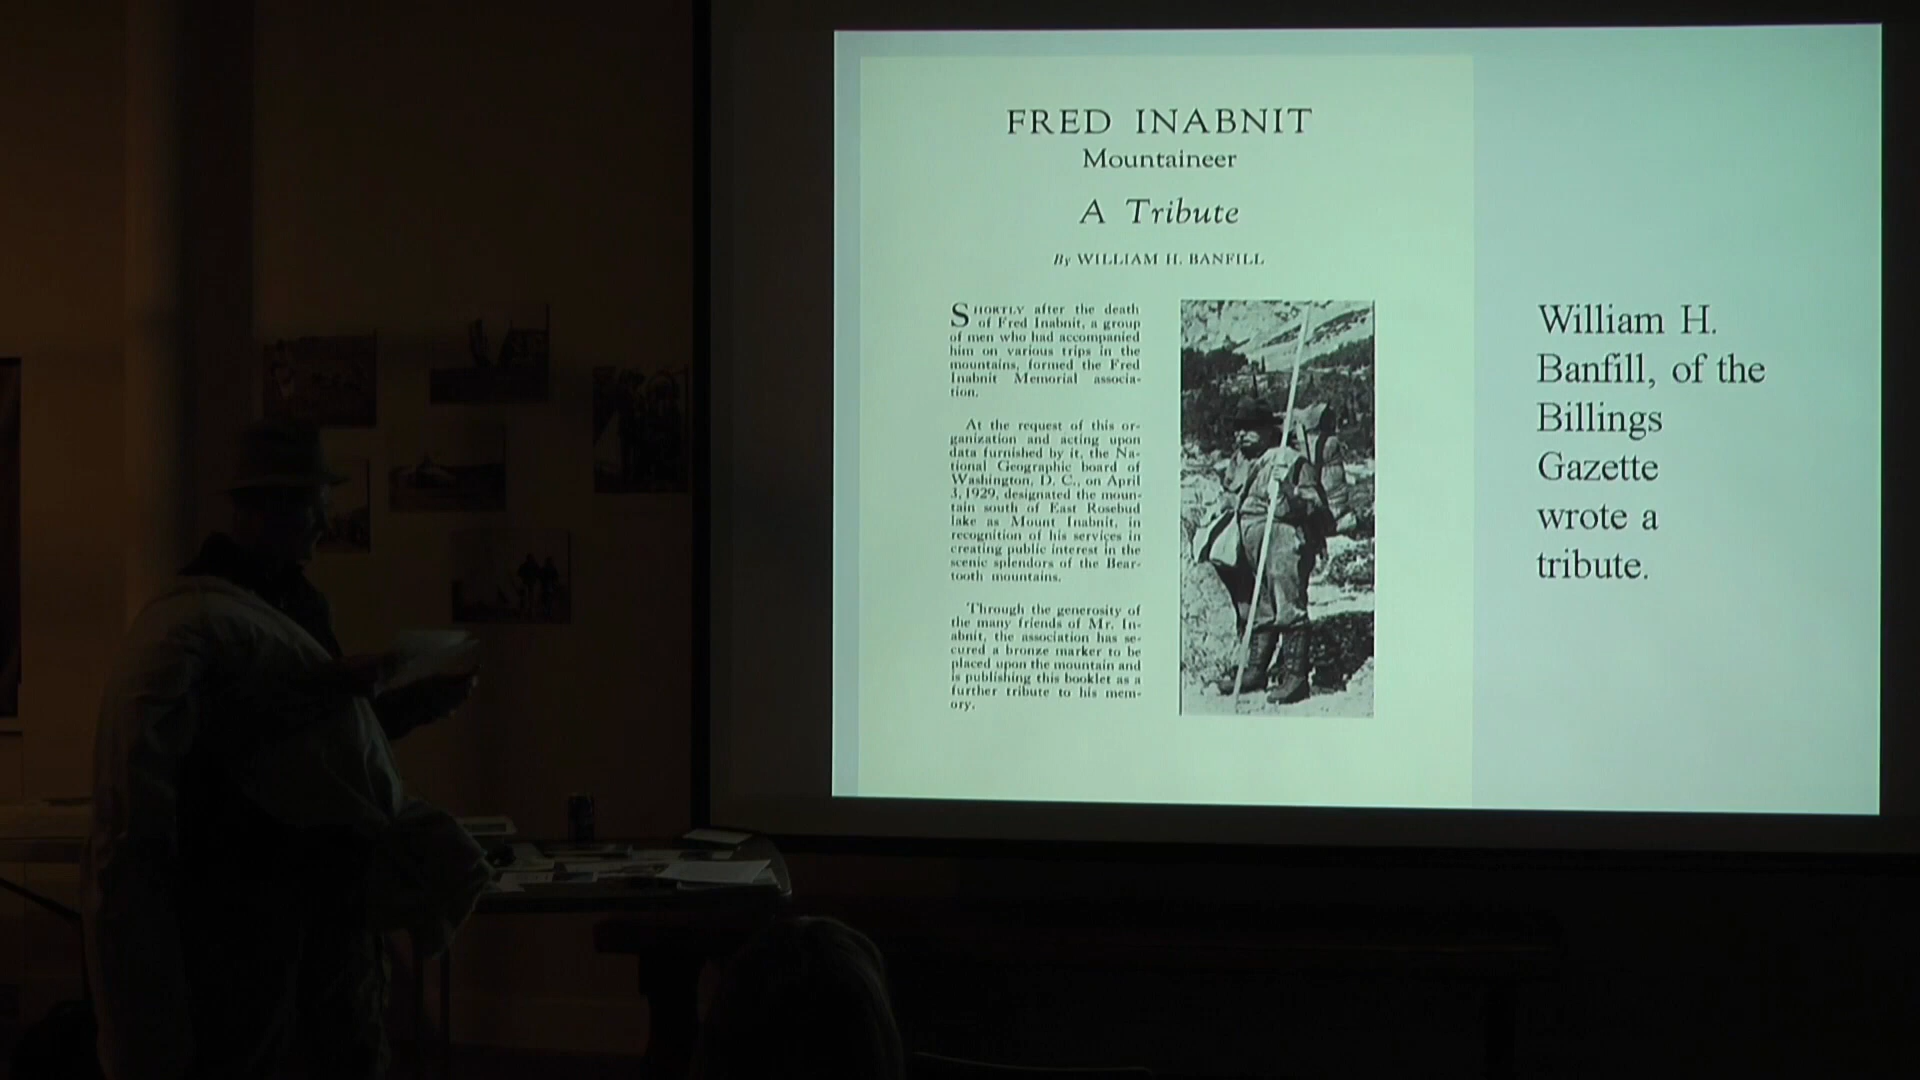 FRED INABNIT
Mountaineer
A Tribute
By WILLIAM H. BANFILL
SHORTLY after the death
of Fred Inabnit, a group
of men who had accompanied
him on various trips in the
mountains, formed the Fred
Inabnit Memorial associa-
tion.
At the request of this or-
ganization and acting upon
data furnished by it, the Na-
tional Geographic board of
Washington, D. C., on April
3, 1929, designated the moun-
tain south of East Rosebud
lake as Mount Inabnit, in
recognition of his services in
creating public interest in the
scenic splendors of the Bear-
tooth mountains.
Through the generosity of
the many friends of Mr. In-
abnit, the association has se-
cured a bronze marker to be
placed upon the mountain and
is publishing this booklet as a
further tribute to his mem-
ory.
William H.
Banfill, of the
Billings
Gazette
wrote a
tribute.